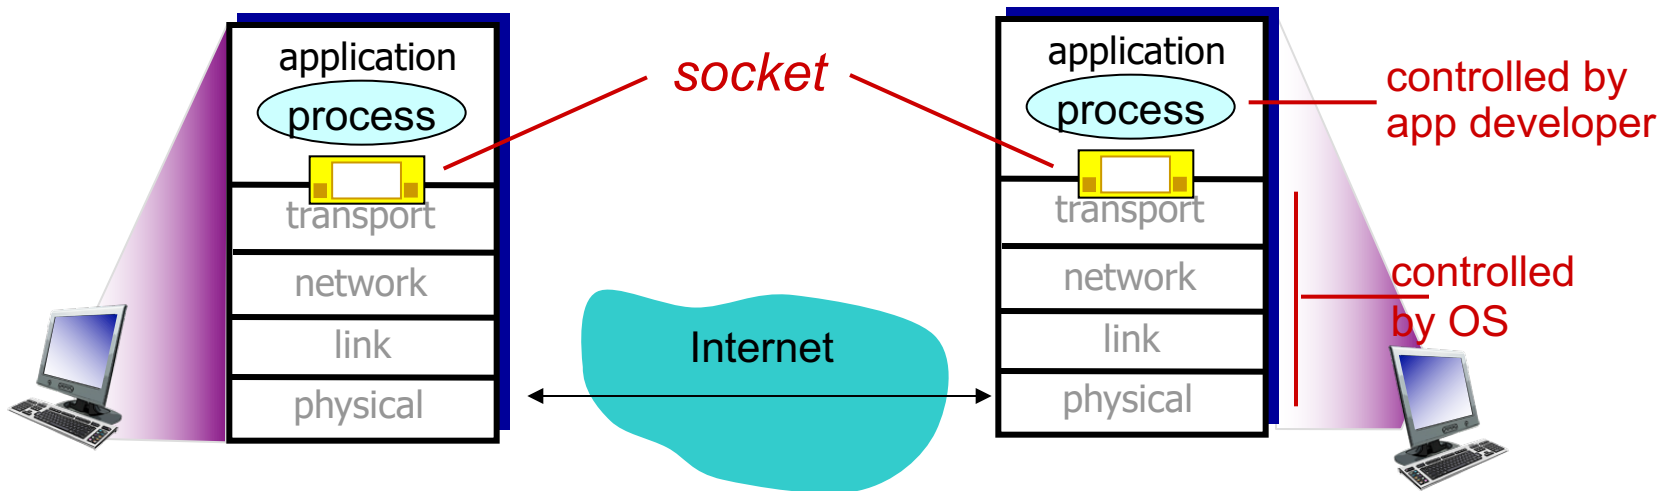 application
process
transport
network
link
physical
socket
Internet
application
process
transport
network
link
physical
controlled by
app developer
controlled
by OS